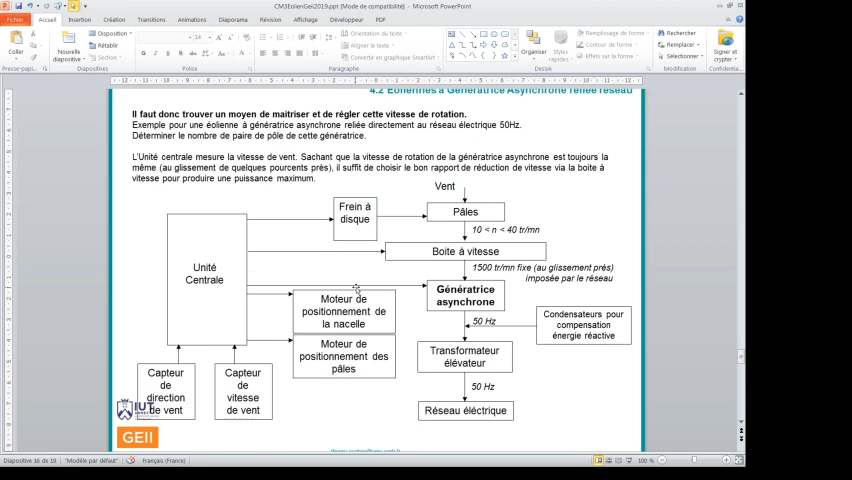 CM3EolienGeii2019.ppt [Mode de compatibilité] - Microsoft PowerPoint
Fichier Accueil Insertion Création Transitions Animations Diaporama Révision Affichage Développeur PDF
Coller
Nouvelle diapositive
Disposition
Rétablir
Section
Orientation du texte
Aligner le texte
Convertir en graphique SmartArt
Organiser
Styles rapides
Remplissage de forme
Contour de forme
Effets sur la forme
Rechercher
Remplacer
Sélectionner
Signer et crypter
Presse-pap... Diapositives Police Paragraphe Dessin Modification Confidentia...
4.2 Eoliennes à Génératrice Asynchrone reliée réseau
Il faut donc trouver un moyen de maitriser et de régler cette vitesse de rotation.
Exemple pour une éolienne à génératrice asynchrone reliée directement au réseau électrique 50Hz.
Déterminer le nombre de paire de pôle de cette génératrice.
L'Unité centrale mesure la vitesse de vent. Sachant que la vitesse de rotation de la génératrice asynchrone est toujours la
même (au glissement de quelques pourcents près), il suffit de choisir le bon rapport de réduction de vitesse via la boite à
vitesse pour produire une puissance maximum.
Vent
Frein à
disque
Pâles
10 < n < 40 tr/mn
Unité
Centrale
Boite à vitesse
1500 tr/mn fixe (au glissement près)
imposée par le réseau
Génératrice
asynchrone
Moteur de
positionnement de
la nacelle
50 Hz
Condensateurs pour
compensation
énergie réactive
Moteur de
positionnement des
pâles
Transformateur
élévateur
50 Hz
Capteur
de
direction
de vent
Capteur
de
vitesse
de vent
Réseau électrique
IUT
GEII
Diapositive 16 de 19 "Modèle par défaut" Français (France) 100 %